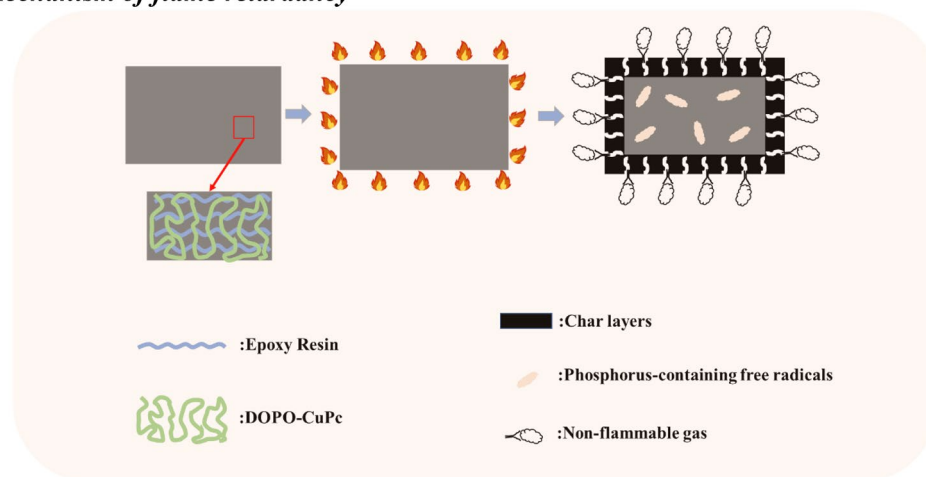 :Epoxy Resin
:DOPO-CuPc
:Char layers
:Phosphorus-containing free radicals
:Non-flammable gas